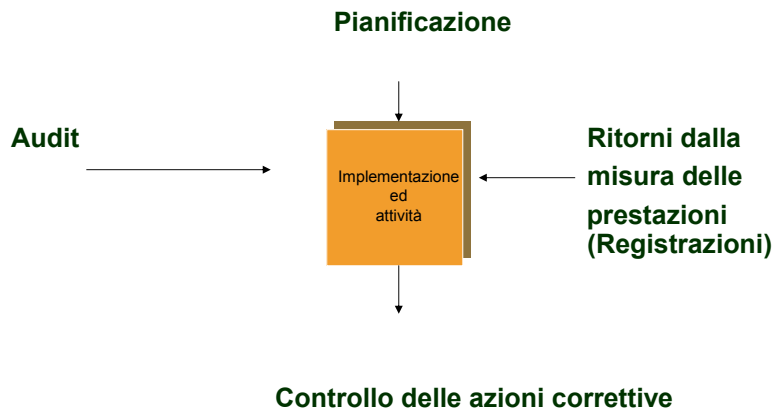 Pianificazione
Audit
Implementazione
ed
attività
Ritorni dalla
misura delle
prestazioni
(Registrazioni)
Controllo delle azioni correttive